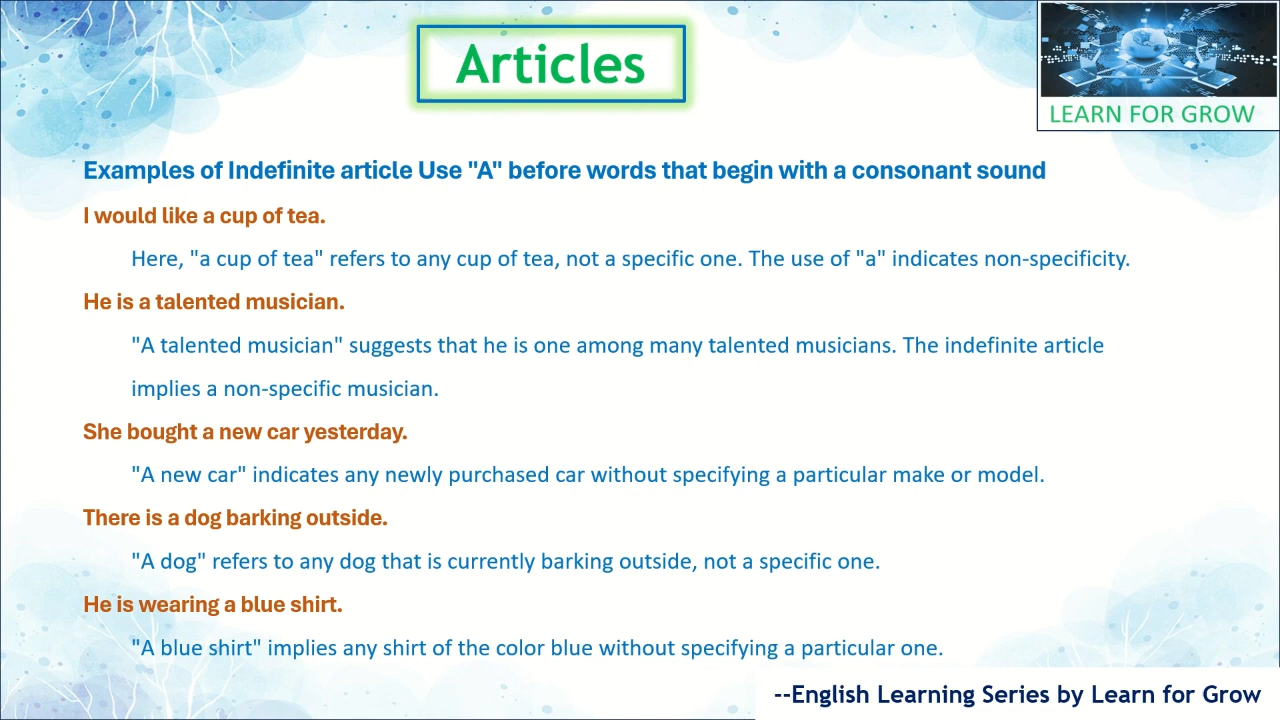 Articles
LEARN FOR GROW
Examples of Indefinite article Use "A" before words that begin with a consonant sound
I would like a cup of tea.
Here, "a cup of tea" refers to any cup of tea, not a specific one. The use of "a" indicates non-specificity.
He is a talented musician.
"A talented musician" suggests that he is one among many talented musicians. The indefinite article
implies a non-specific musician.
She bought a new car yesterday.
"A new car" indicates any newly purchased car without specifying a particular make or model.
There is a dog barking outside.
"A dog" refers to any dog that is currently barking outside, not a specific one.
He is wearing a blue shirt.
"A blue shirt" implies any shirt of the color blue without specifying a particular one.
--English Learning Series by Learn for Grow